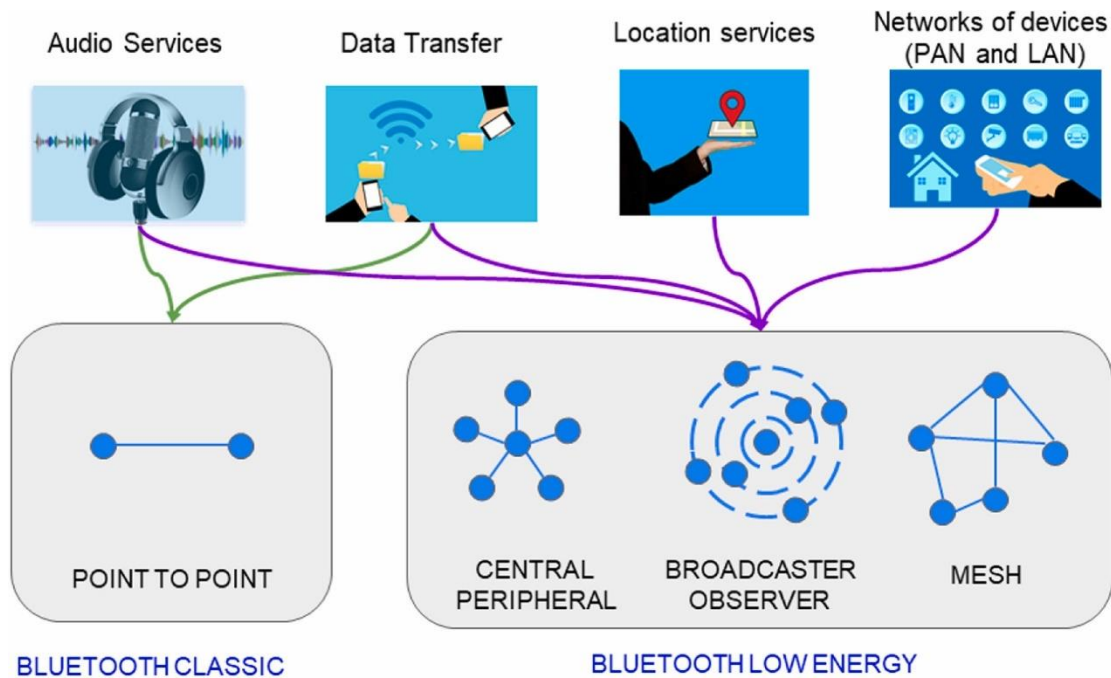 Audio Services
Data Transfer
Location services
Networks of devices
(PAN and LAN)
POINT TO POINT
CENTRAL
PERIPHERAL
BROADCASTER
OBSERVER
MESH
BLUETOOTH CLASSIC
BLUETOOTH LOW ENERGY